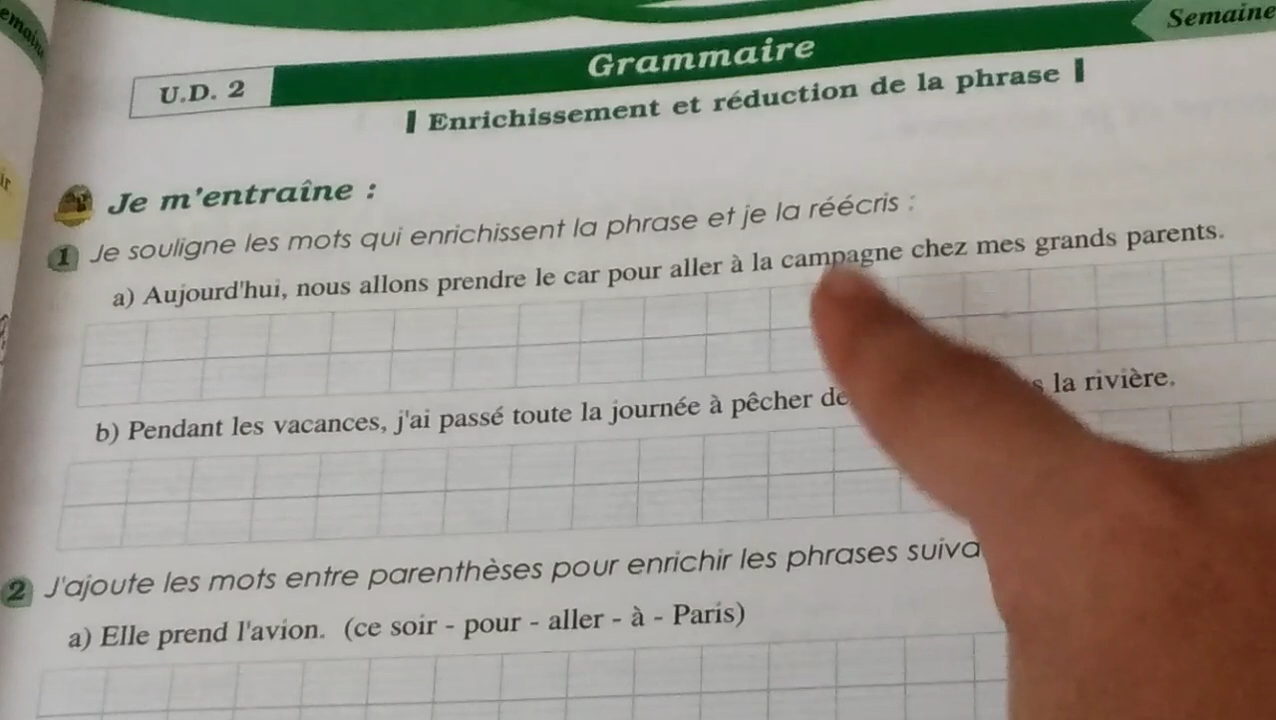 Semaine
Grammaire
U.D. 2
Enrichissement et réduction de la phrase
Je m'entraîne :
1 Je souligne les mots qui enrichissent la phrase et je la réécris :
a) Aujourd'hui, nous allons prendre le car pour aller à la campagne chez mes grands parents.
b) Pendant les vacances, j'ai passé toute la journée à pêcher la rivière.
2 J'ajoute les mots entre parenthèses pour enrichir les phrases
a) Elle prend l'avion. (ce soir - pour - aller - à - Paris)